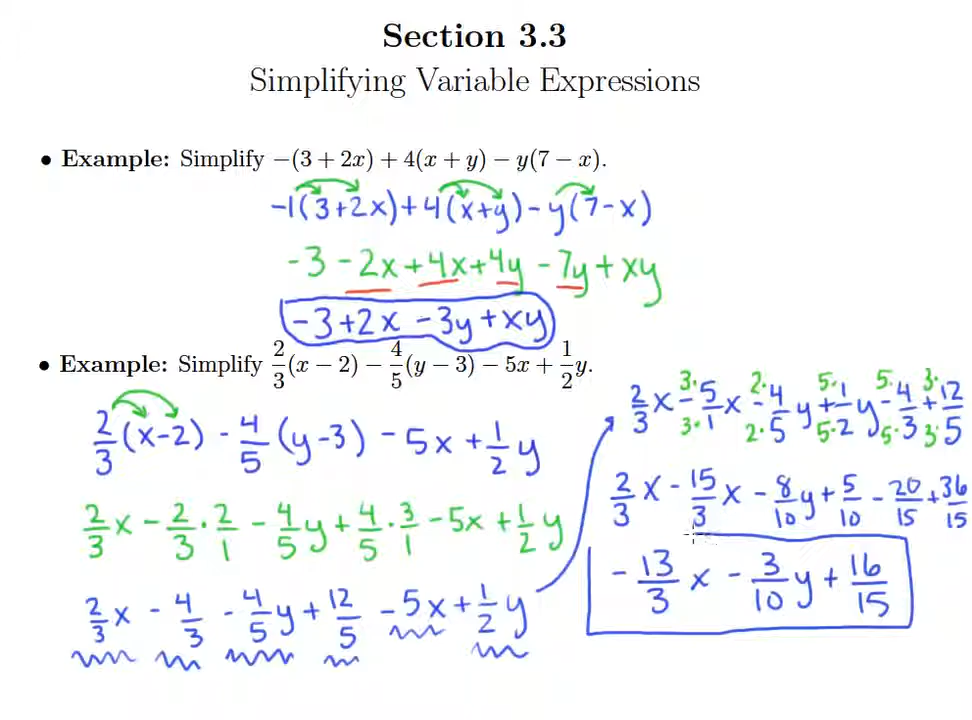 Section 3.3
Simplifying Variable Expressions
• Example: Simplify −(3 + 2x) + 4(x + y) − y(7 − x).
-1(3+2x)+4(x+y)-y(7-x)
-3 -2x+4x+4y -7y+xy
-3+2x -3y+xy
• Example: Simplify 2/3(x − 2) − 4/5(y − 3) − 5x + 1/2y.
2/3(x-2) - 4/5(y-3) -5x+1/2y
2/3x - 2/3·2/1 - 4/5y+4/5·3/1 -5x+1/2y
2/3x - 4/3 - 4/5y+12/5 -5x+1/2y
2/3x 3·/3· -5/1x 2·/2· -4/5y 5·/5· +1/2y 5·/5· -4/3 3·/3· +12/5
2/3x - 15/3x - 8/10y+5/10 - 20/15+36/15
-13/3x - 3/10y+16/15